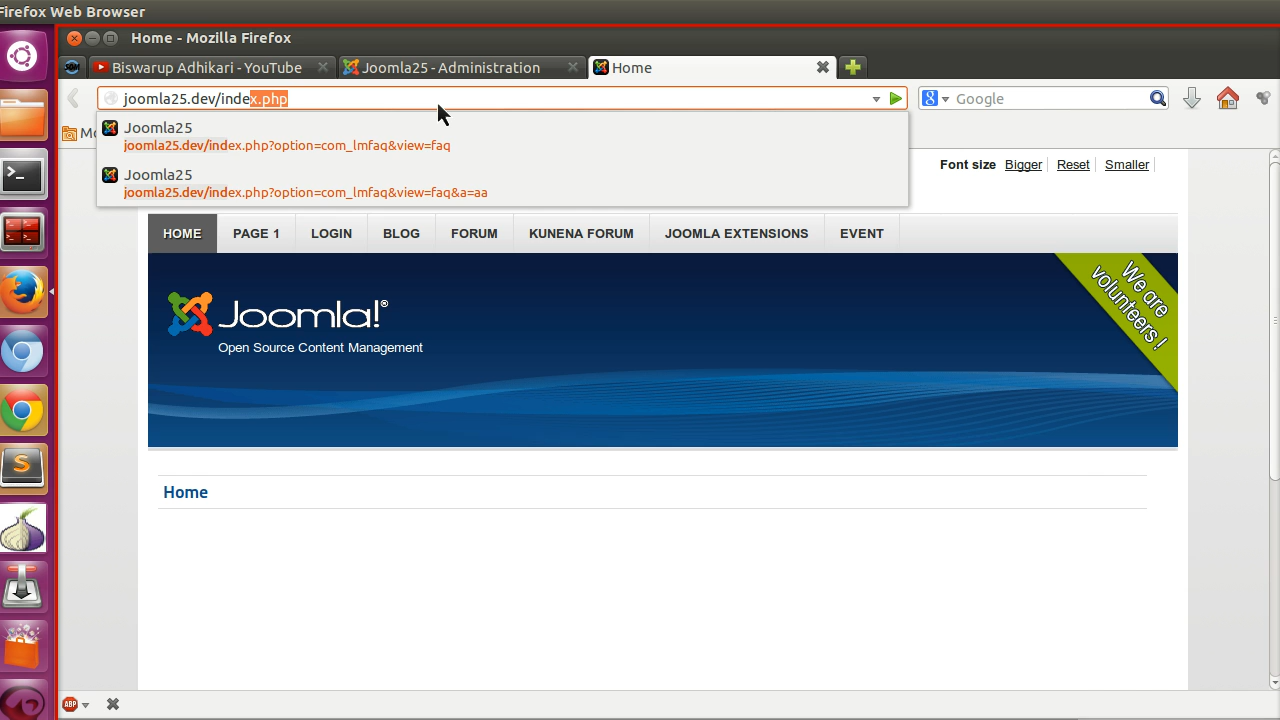 Firefox Web Browser
Home - Mozilla Firefox
Biswarup Adhikari - YouTube
Joomla25 - Administration
Home
joomla25.dev/index.php
Google
Joomla25
joomla25.dev/index.php?option=com_lmfaq&view=faq
Joomla25
joomla25.dev/index.php?option=com_lmfaq&view=faq&a=aa
Font size Bigger Reset Smaller
HOME PAGE 1 LOGIN BLOG FORUM KUNENA FORUM JOOMLA EXTENSIONS EVENT
We are
volunteers !
Joomla!®
Open Source Content Management
Home
ABP